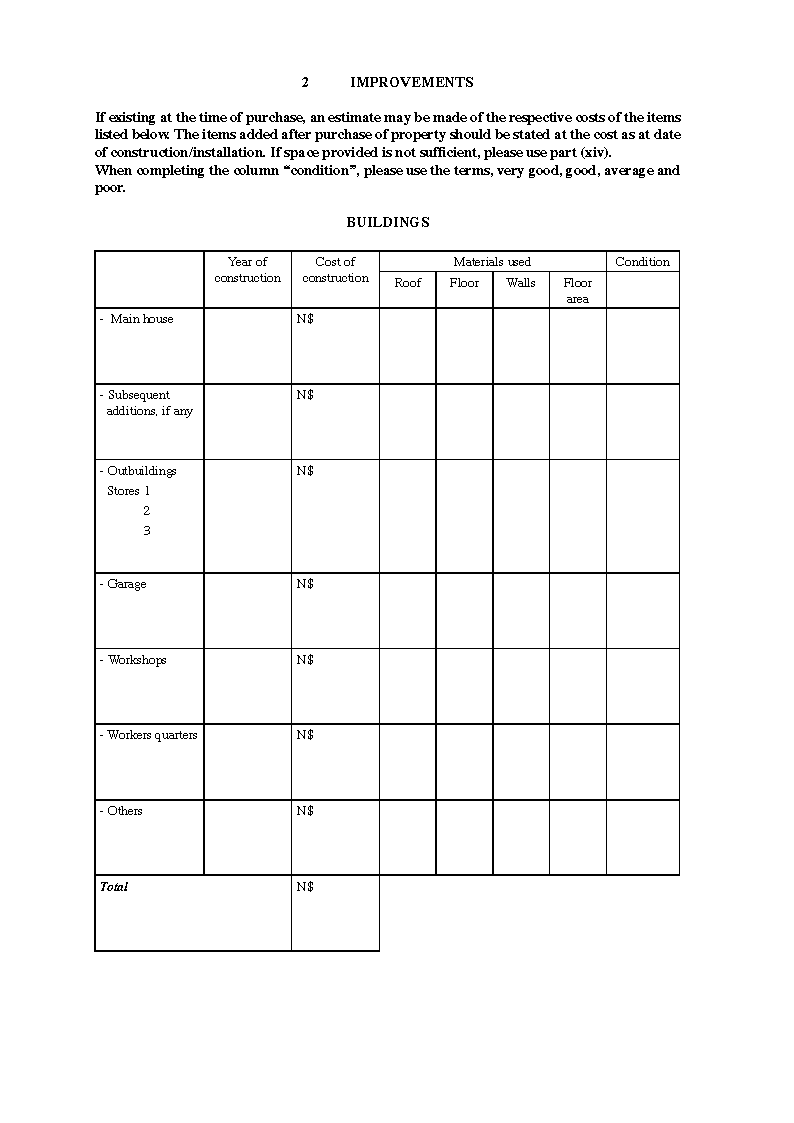 2 IMPROVEMENTS
If existing at the time of purchase, an estimate may be made of the respective costs of the items
listed below. The items added after purchase of property should be stated at the cost as at date
of construction/installation. If space provided is not sufficient, please use part (xiv).
When completing the column “condition”, please use the terms, very good, good, average and
poor.
BUILDINGS
Year of
construction
Cost of
construction
Materials used
Condition
Roof
Floor
Walls
Floor
area
- Main house
N$
- Subsequent
additions, if any
N$
- Outbuildings
N$
Stores 1
2
3
- Garage
N$
- Workshops
N$
- Workers quarters
N$
- Others
N$
Total
N$